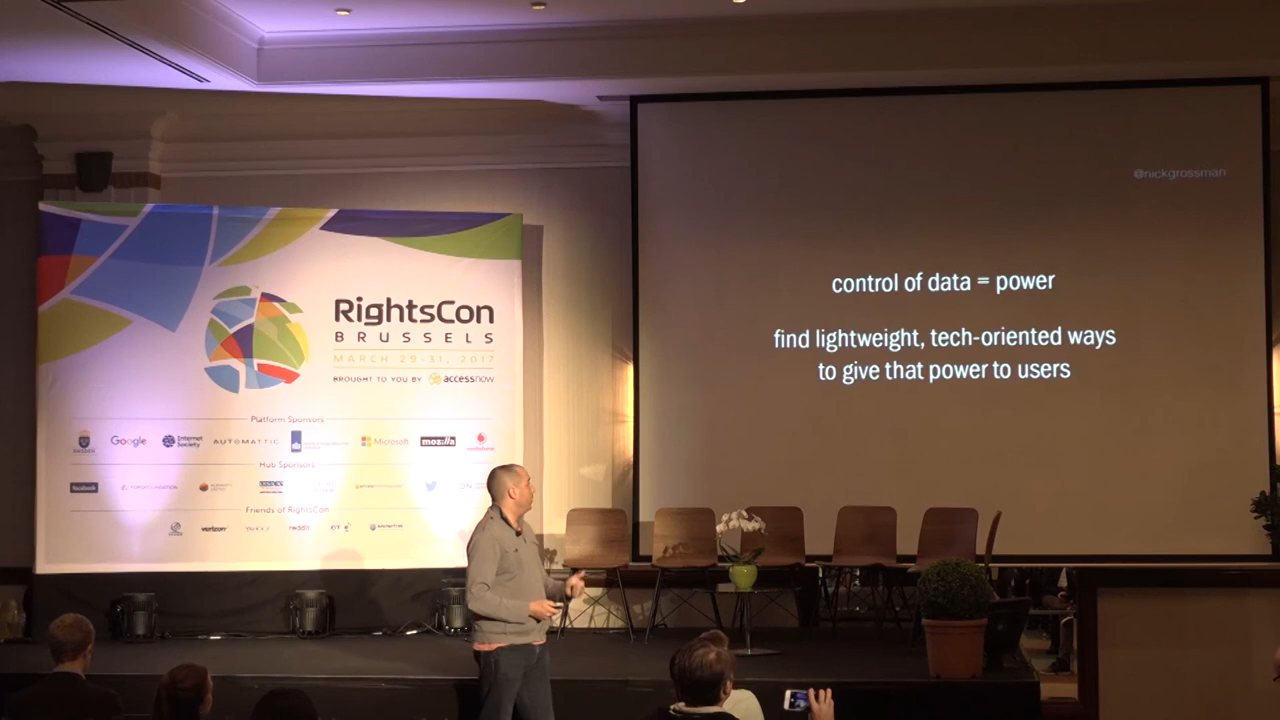 RightsCon
BRUSSELS
MARCH 29-31, 2017
BROUGHT TO YOU BY accessnow
Platform Sponsors
Google
Internet Society
AUTOMATTIC
Microsoft
moz://a
vodafone
Hub Sponsors
facebook
Friends of RightsCon
verizon
reddit
@nickgrossman
control of data = power
find lightweight, tech-oriented ways
to give that power to users